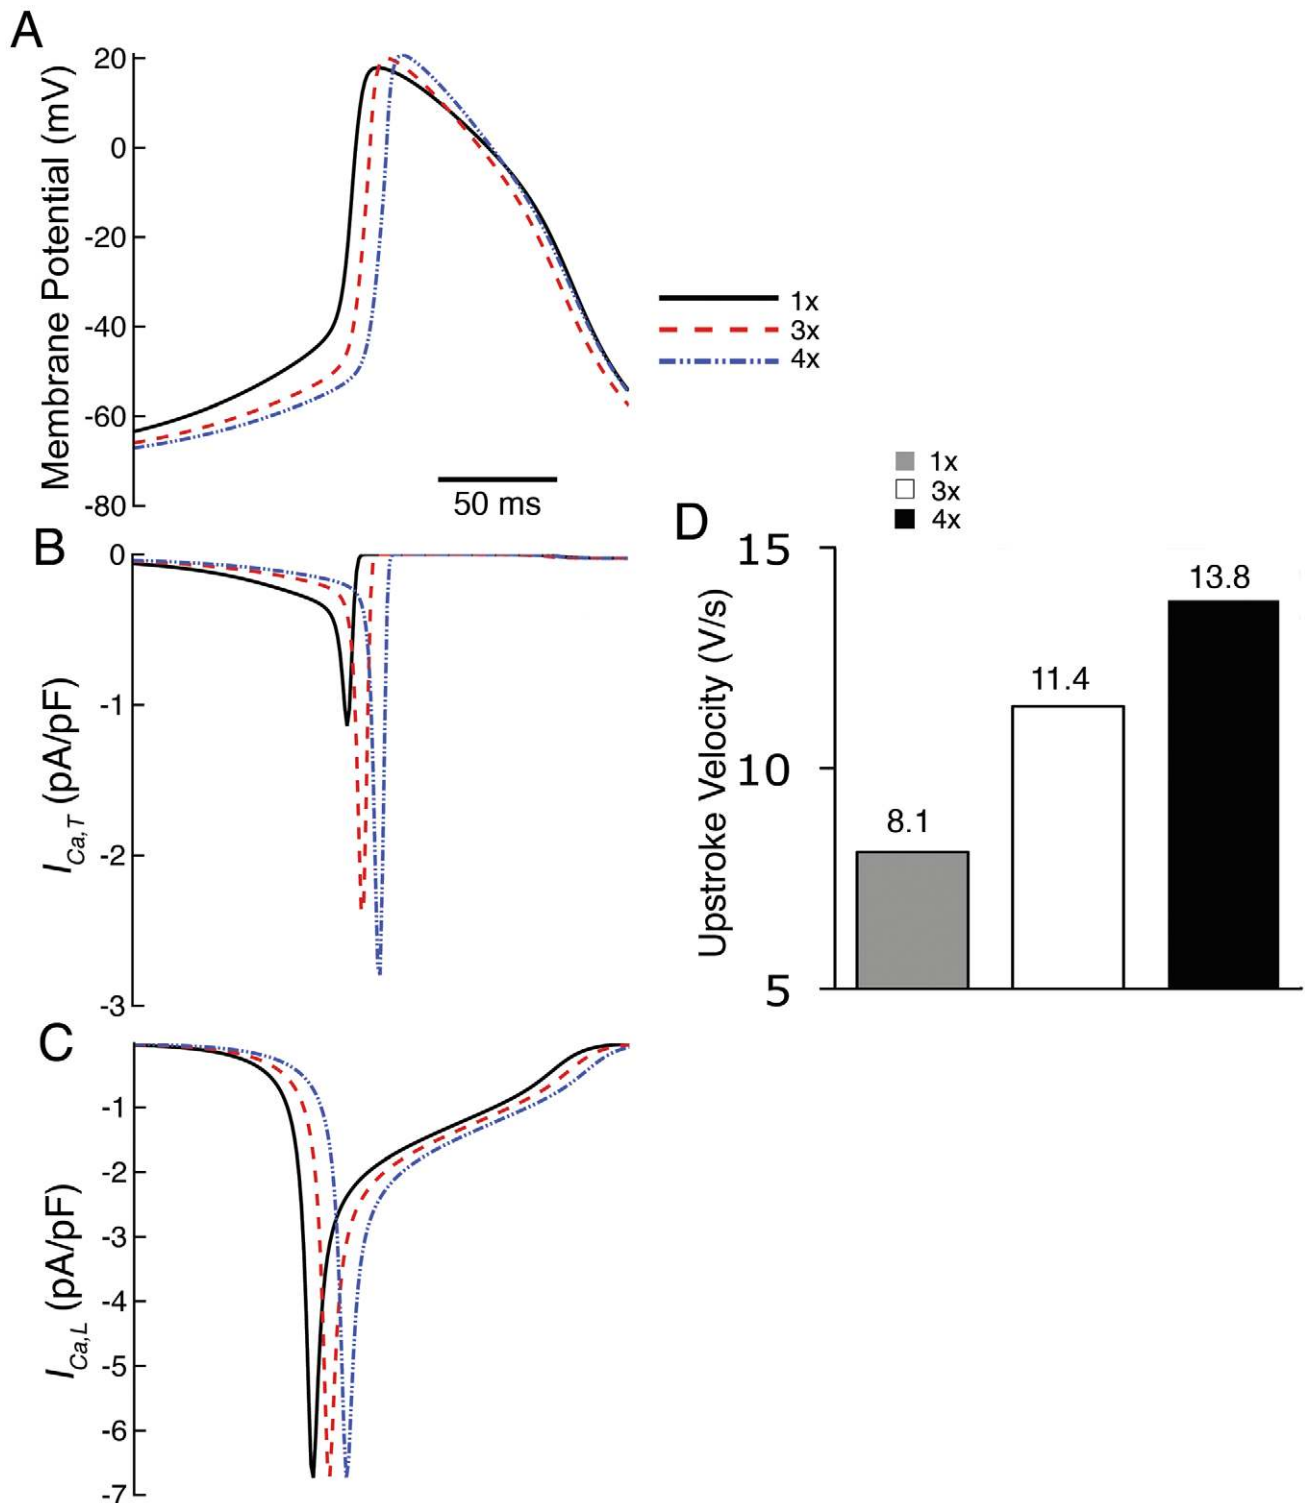 A
Membrane Potential (mV)
20
0
-20
-40
-60
-80
1x
3x
4x
50 ms
B
I Ca,T (pA/pF)
0
-1
-2
-3
C
I Ca,L (pA/pF)
-1
-2
-3
-4
-5
-6
-7
D
1x
3x
4x
Upstroke Velocity (V/s)
15
10
5
8.1
11.4
13.8